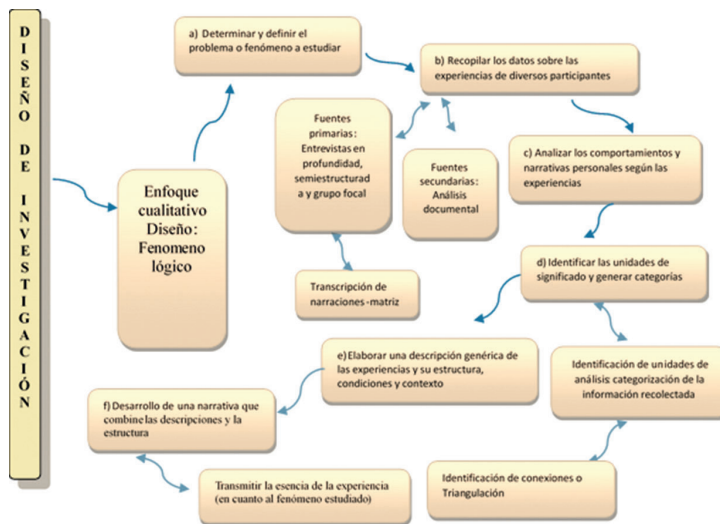 DISEÑO DE INVESTIGACIÓN
Enfoque
cualitativo
Diseño:
Fenomeno
lógico
a) Determinar y definir el
problema o fenómeno a estudiar
b) Recopilar los datos sobre las
experiencias de diversos participantes
Fuentes
primarias:
Entrevistas en
profundidad,
semiestructurad
a y grupo focal
Fuentes
secundarias:
Análisis
documental
Transcripción de
narraciones-matriz
c) Analizar los comportamientos y
narrativas personales según las
experiencias
d) Identificar las unidades de
significado y generar categorías
Identificación de unidades de
análisis: categorización de la
información recolectada
Identificación de conexiones o
Triangulación
e) Elaborar una descripción genérica de
las experiencias y su estructura,
condiciones y contexto
f) Desarrollo de una narrativa que
combine las descripciones y la
estructura
Transmitir la esencia de la experiencia
(en cuanto al fenómeno estudiado)